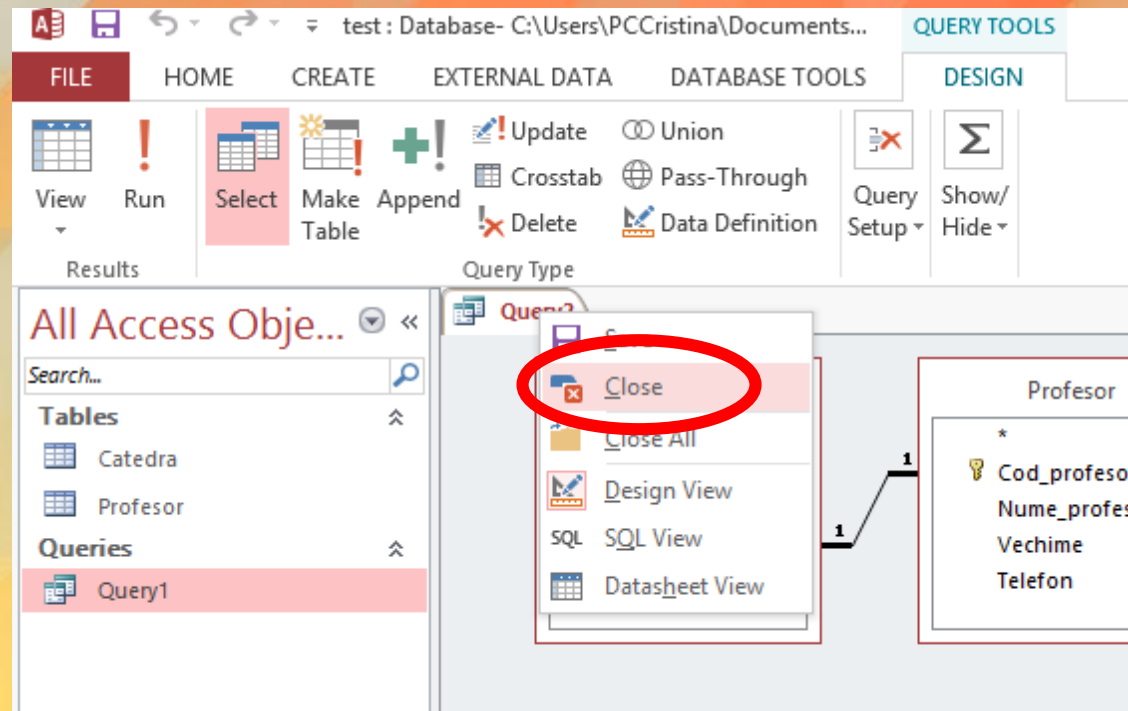 test : Database- C:\Users\PCCristina\Documents...
QUERY TOOLS
FILE HOME CREATE EXTERNAL DATA DATABASE TOOLS DESIGN
View
Run
Select
Make
Table
Append
Update
Crosstab
Delete
Union
Pass-Through
Data Definition
Query
Setup
Show/
Hide
Results
Query Type
All Access Obje...
Search...
Tables
Catedra
Profesor
Queries
Query1
Close
Close All
Design View
SQL SQL View
Datasheet View
1
1
Profesor
*
Cod_profeso
Nume_profes
Vechime
Telefon